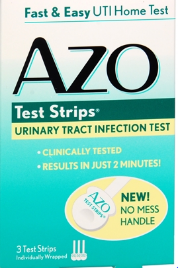 Fast & Easy UTI Home Test
AZO
Test Strips®
URINARY TRACT INFECTION TEST
• CLINICALLY TESTED
• RESULTS IN JUST 2 MINUTES!
AZO
TEST STRIPS
NEW!
NO MESS
HANDLE
3 Test Strips
Individually Wrapped